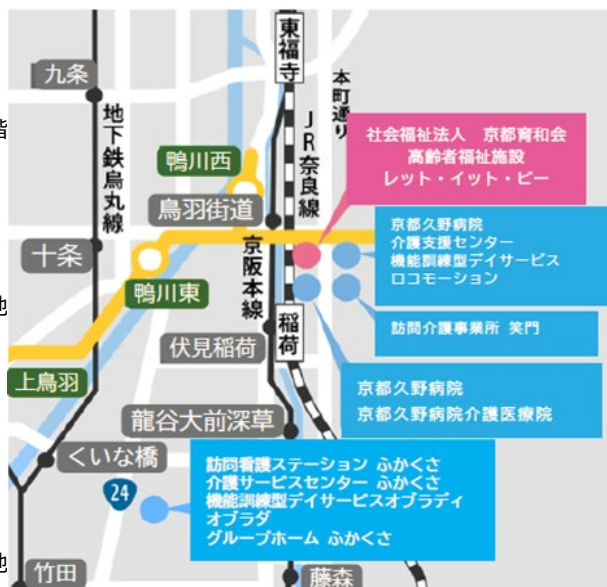 東福寺
本町通り
九条
階
地下鉄烏丸線
JR奈良線
社会福祉法人 京都育和会
高齢者福祉施設
レット・イット・ビー
鴨川西
鳥羽街道
京都久野病院
介護支援センター
機能訓練型デイサービス
ロコモーション
十条
京阪本線
鴨川東
地
稲荷
訪問介護事業所 笑門
伏見稲荷
上鳥羽
京都久野病院
京都久野病院介護医療院
龍谷大前深草
くいな橋
訪問看護ステーション ふかくさ
介護サービスセンター ふかくさ
機能訓練型デイサービスオブラディ
オブラダ
グループホーム ふかくさ
24
地
竹田
藤森